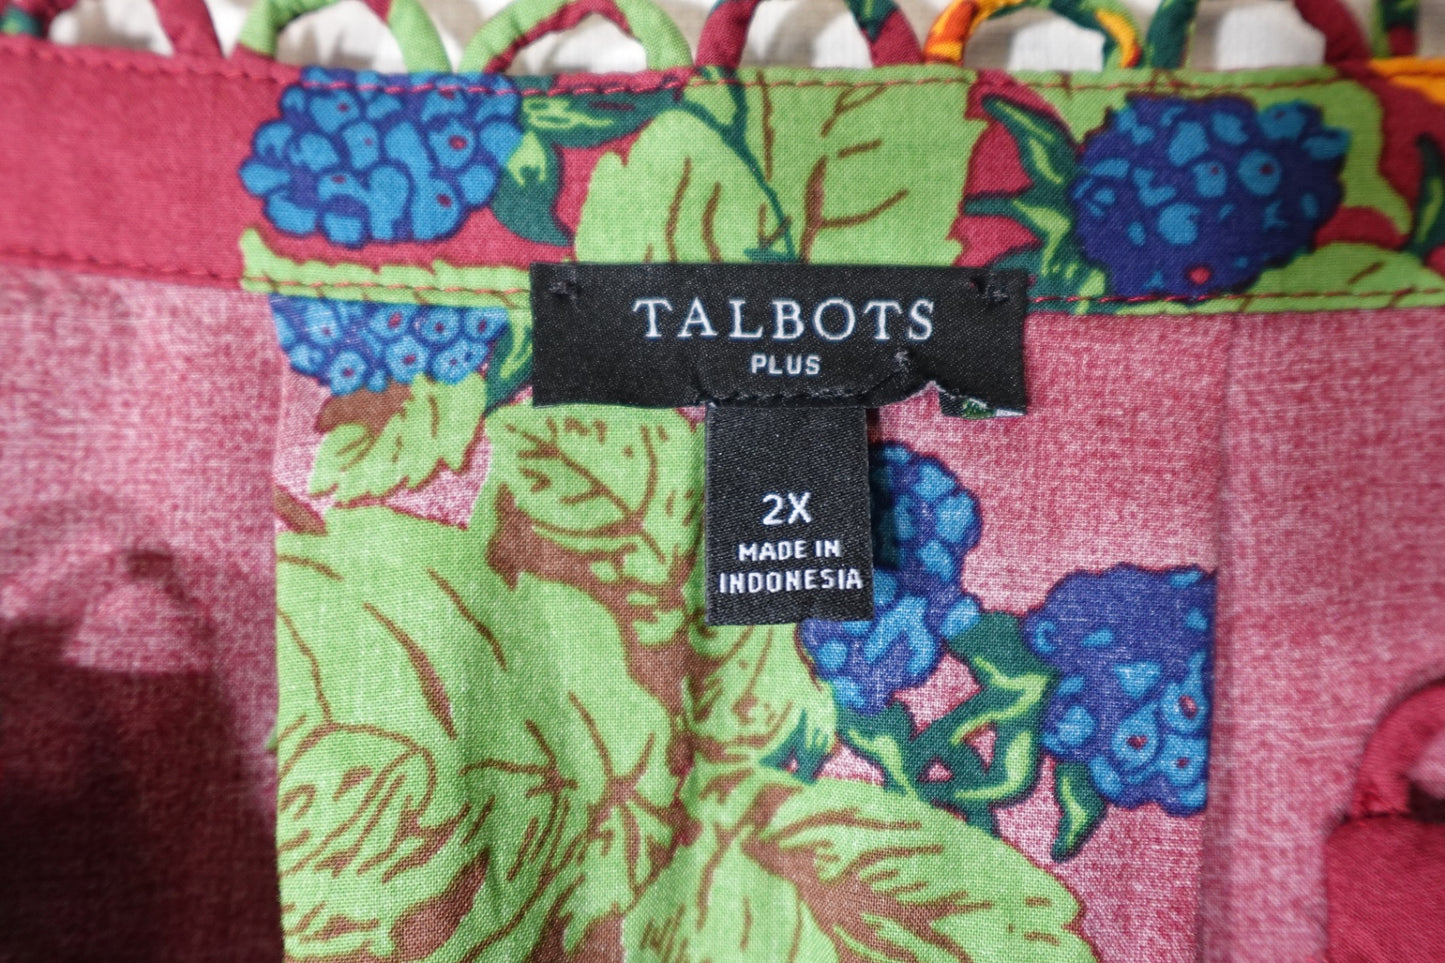 TALBOTS
PLUS
2X
MADE IN
INDONESIA